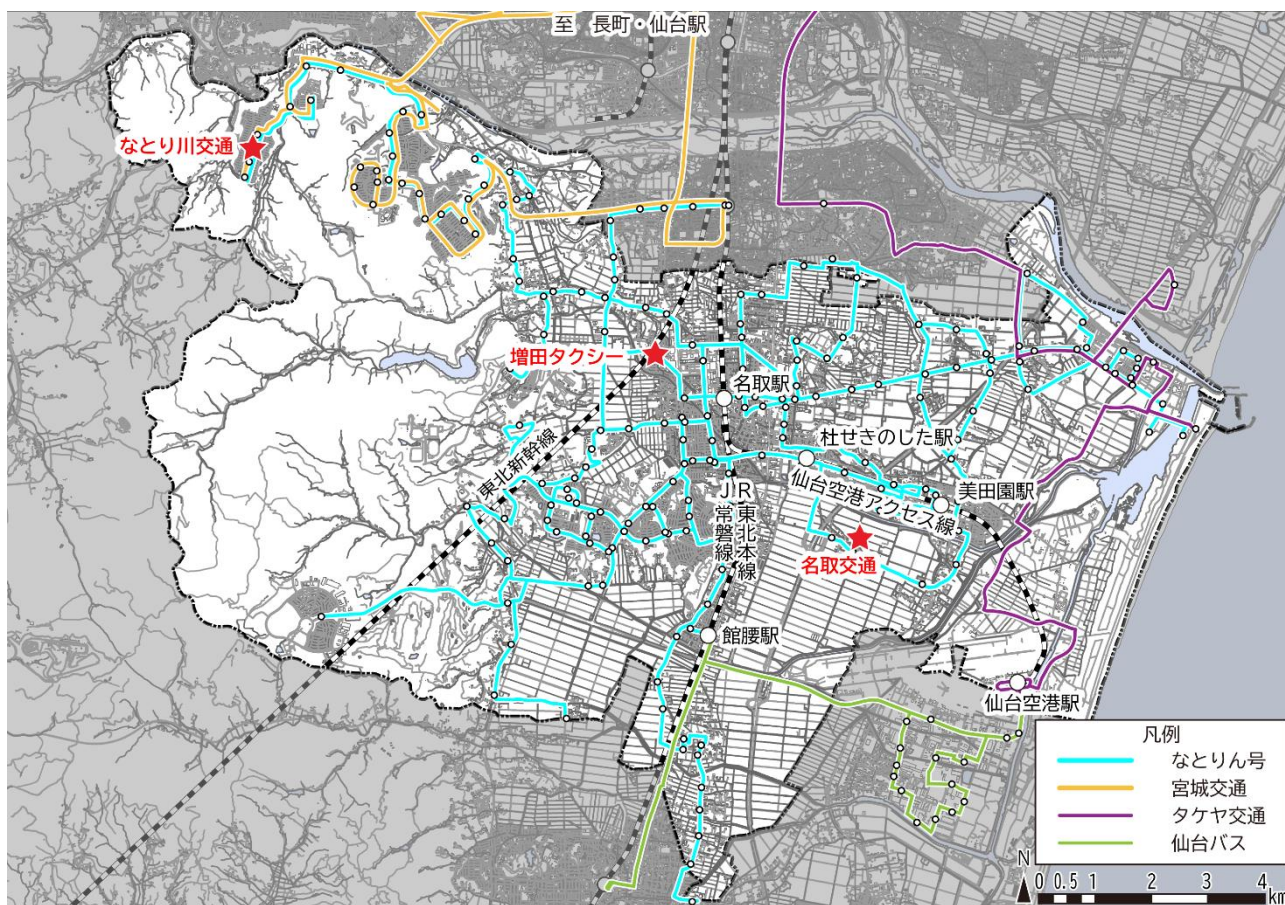 至 長町・仙台駅
なとり川交通
増田タクシー
名取駅
杜せきのした駅
東北新幹線
仙台空港アクセス線
美田園駅
JR東北本線
常磐線
名取交通
館腰駅
仙台空港駅
凡例
なとりん号
宮城交通
タケヤ交通
仙台バス
N
0 0.5 1 2 3 4
km